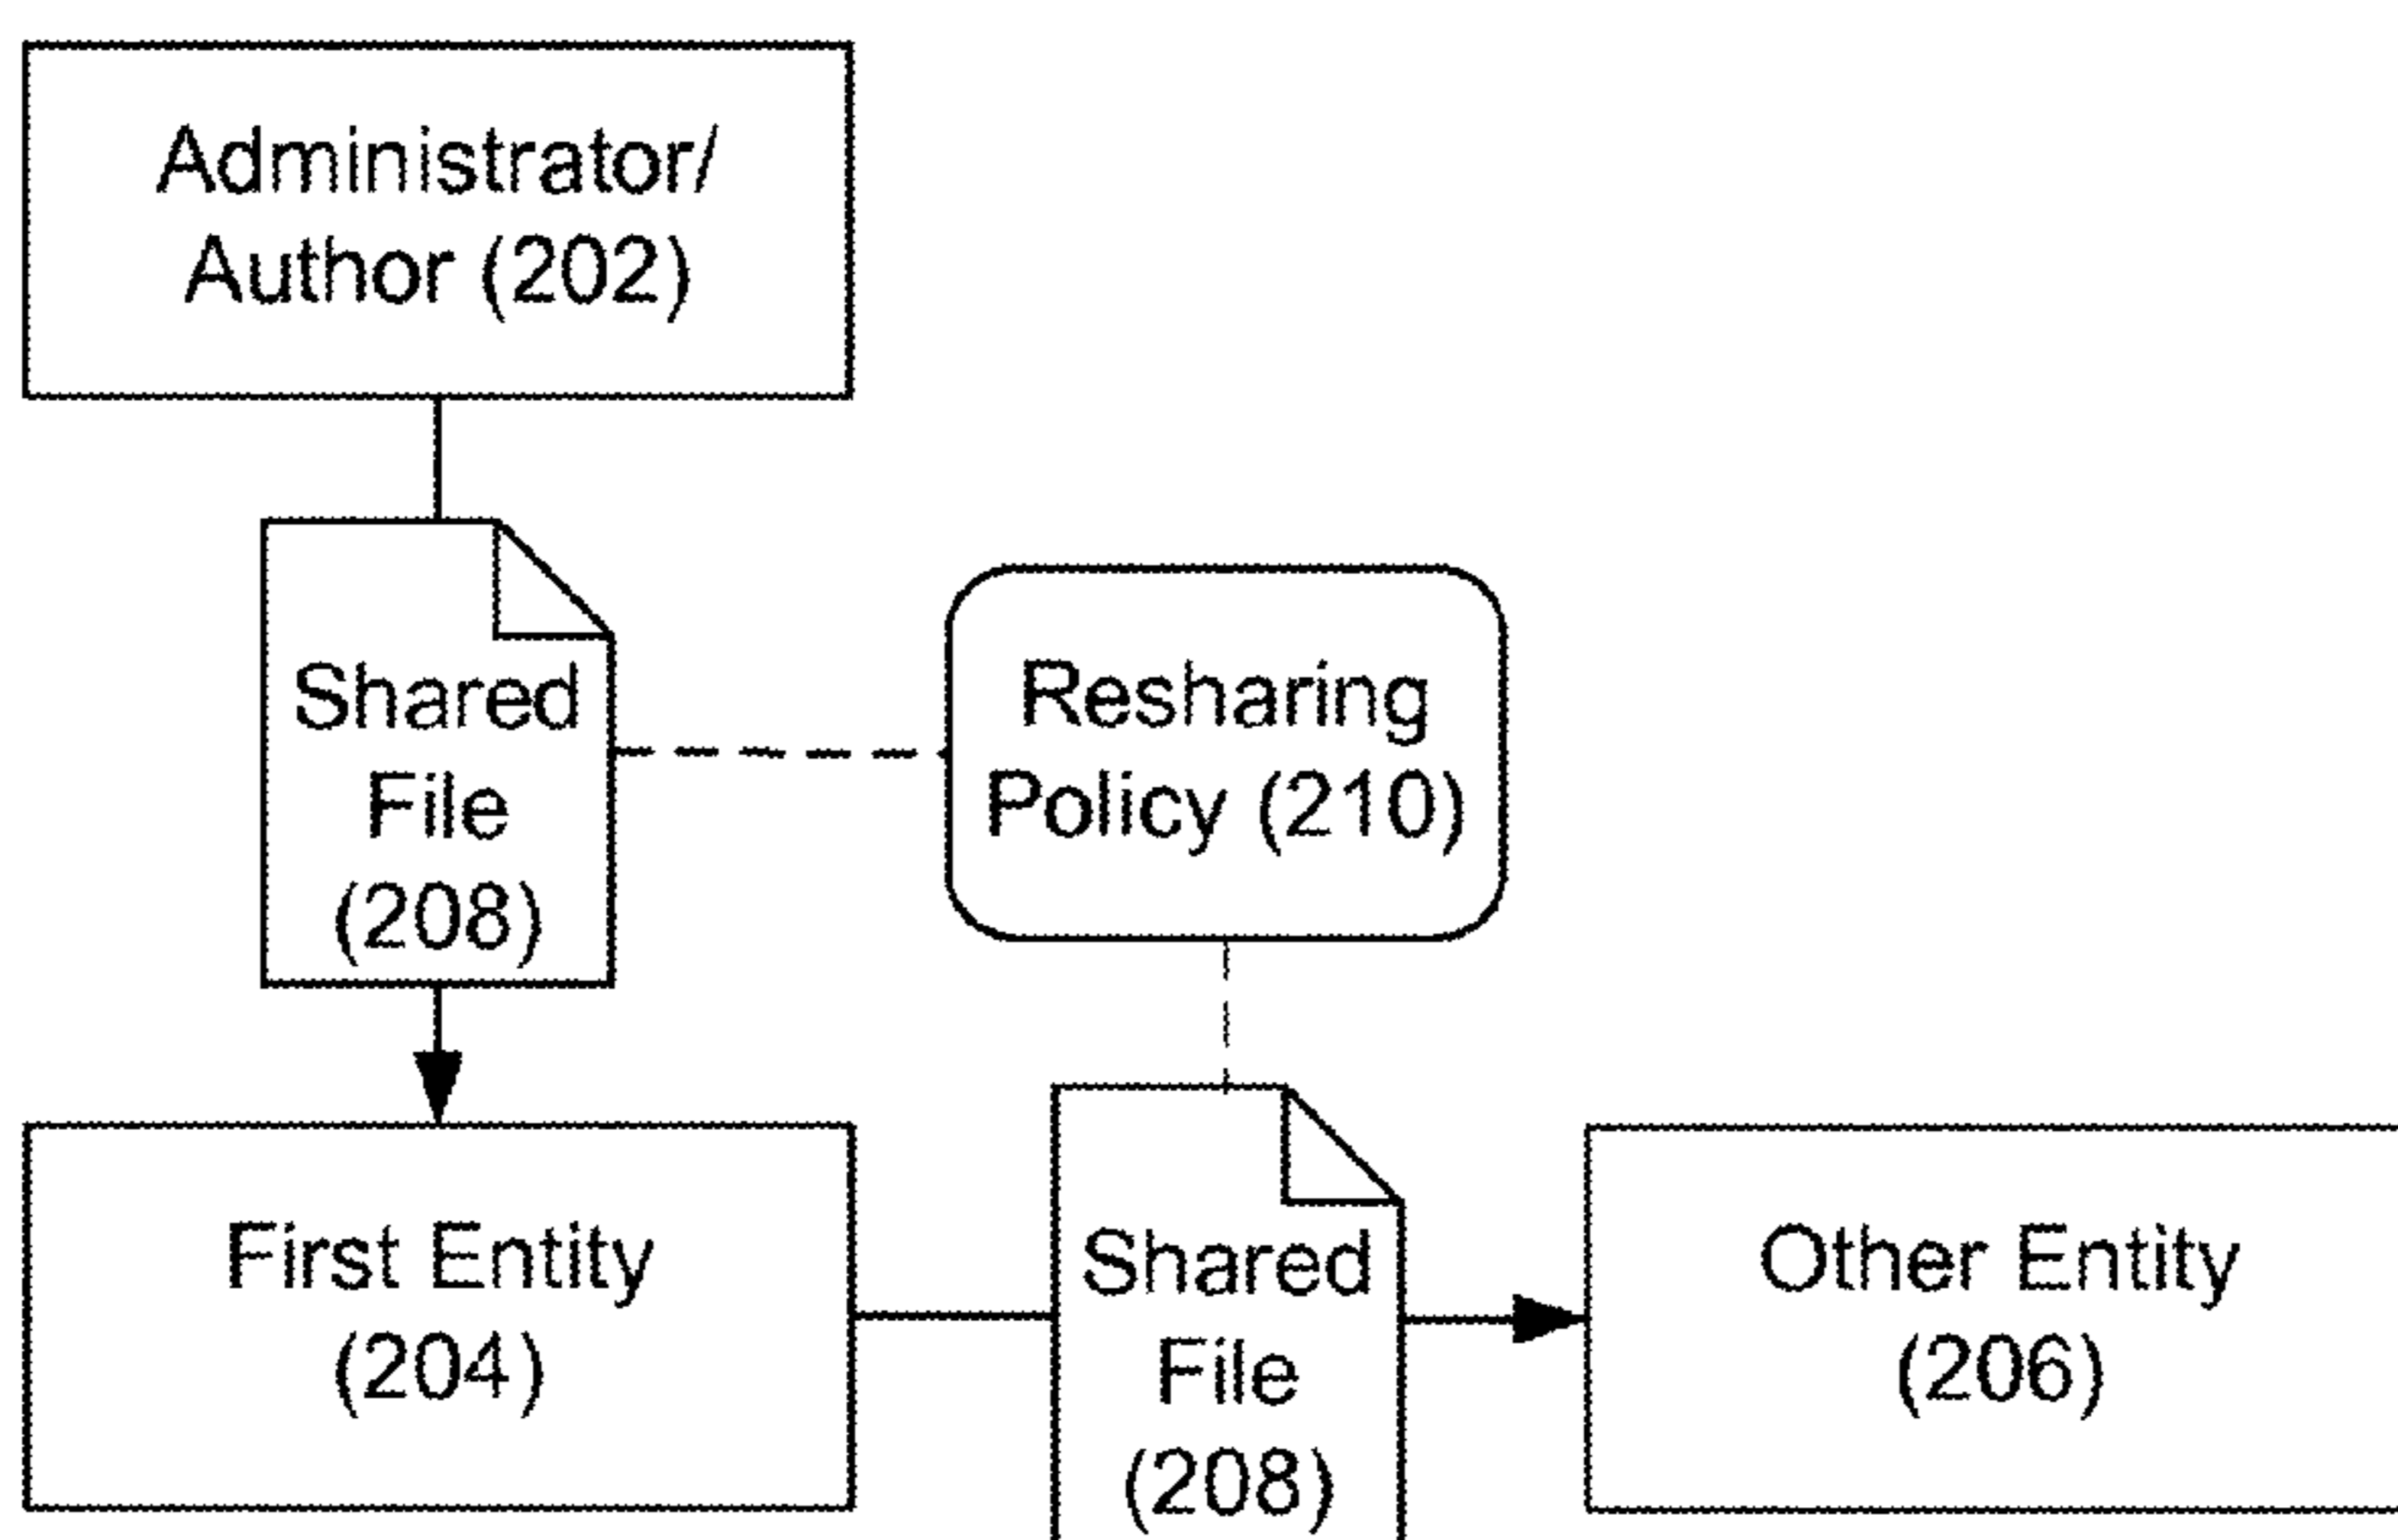 Administrator/
Author (202)
Shared
File
(208)
Resharing
Policy (210)
First Entity
(204)
Shared
File
(208)
Other Entity
(206)